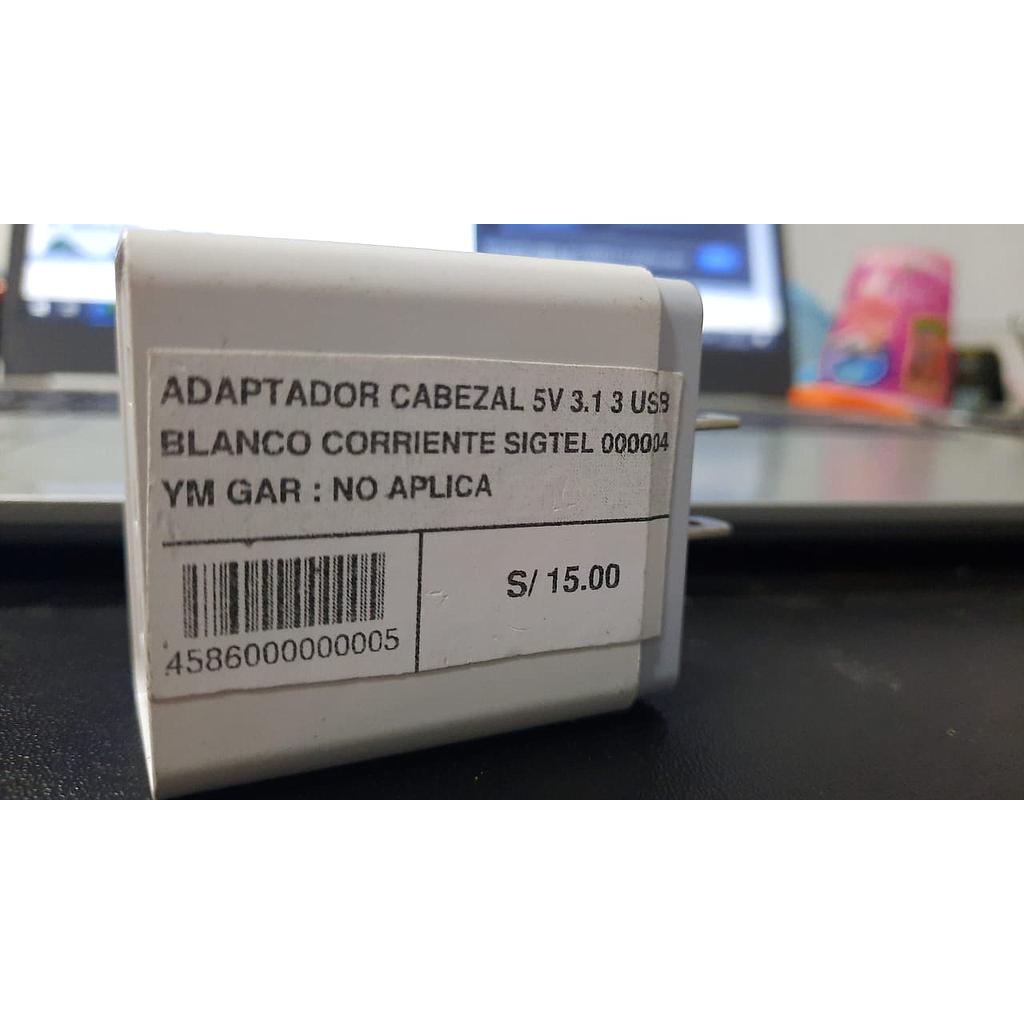 ADAPTADOR CABEZAL 5V 3.1 3 USB
BLANCO CORRIENTE SIGTEL 000004
YM GAR : NO APLICA
S/ 15.00
4586000000005